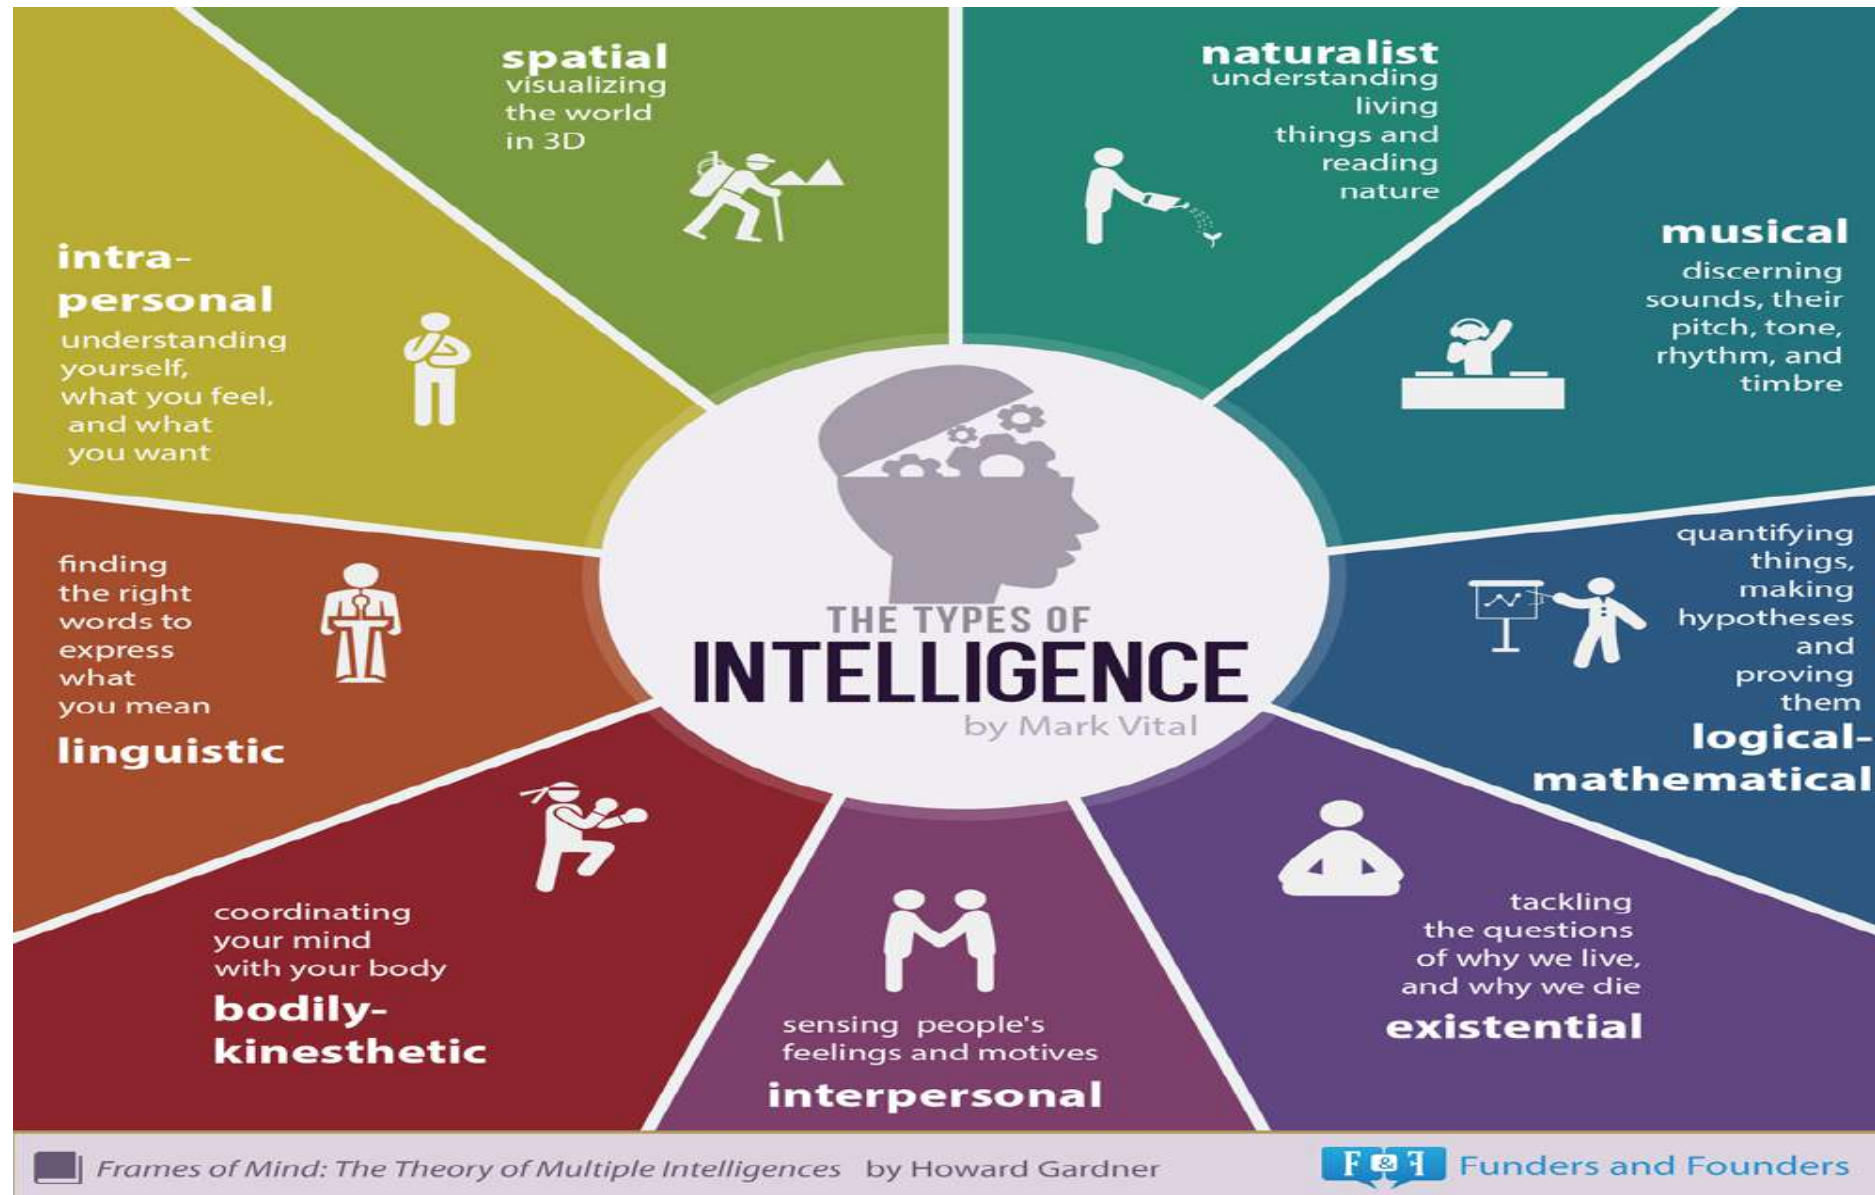 spatial
visualizing
the world
in 3D
naturalist
understanding
living
things and
reading
nature
musical
discerning
sounds, their
pitch, tone,
rhythm, and
timbre
intra-
personal
understanding
yourself,
what you feel,
and what
you want
finding
the right
words to
express
what
you mean
linguistic
THE TYPES OF
INTELLIGENCE
by Mark Vital
quantifying
things,
making
hypotheses
and
proving
them
logical-
mathematical
coordinating
your mind
with your body
bodily-
kinesthetic
sensing people's
feelings and motives
interpersonal
tackling
the questions
of why we live,
and why we die
existential
Frames of Mind: The Theory of Multiple Intelligences by Howard Gardner
F & F Funders and Founders